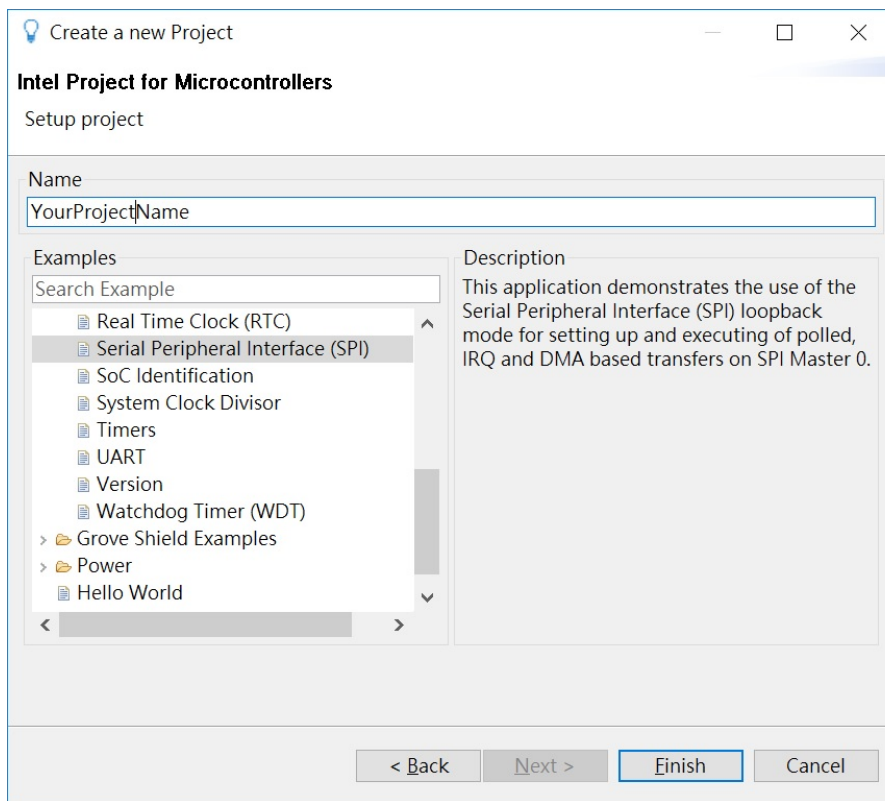 Create a new Project
Intel Project for Microcontrollers
Setup project
Name
YourProjectName
Examples
Search Example
Real Time Clock (RTC)
Serial Peripheral Interface (SPI)
SoC Identification
System Clock Divisor
Timers
UART
Version
Watchdog Timer (WDT)
Grove Shield Examples
Power
Hello World
Description
This application demonstrates the use of the
Serial Peripheral Interface (SPI) loopback
mode for setting up and executing of polled,
IRQ and DMA based transfers on SPI Master 0.
< Back
Next >
Finish
Cancel